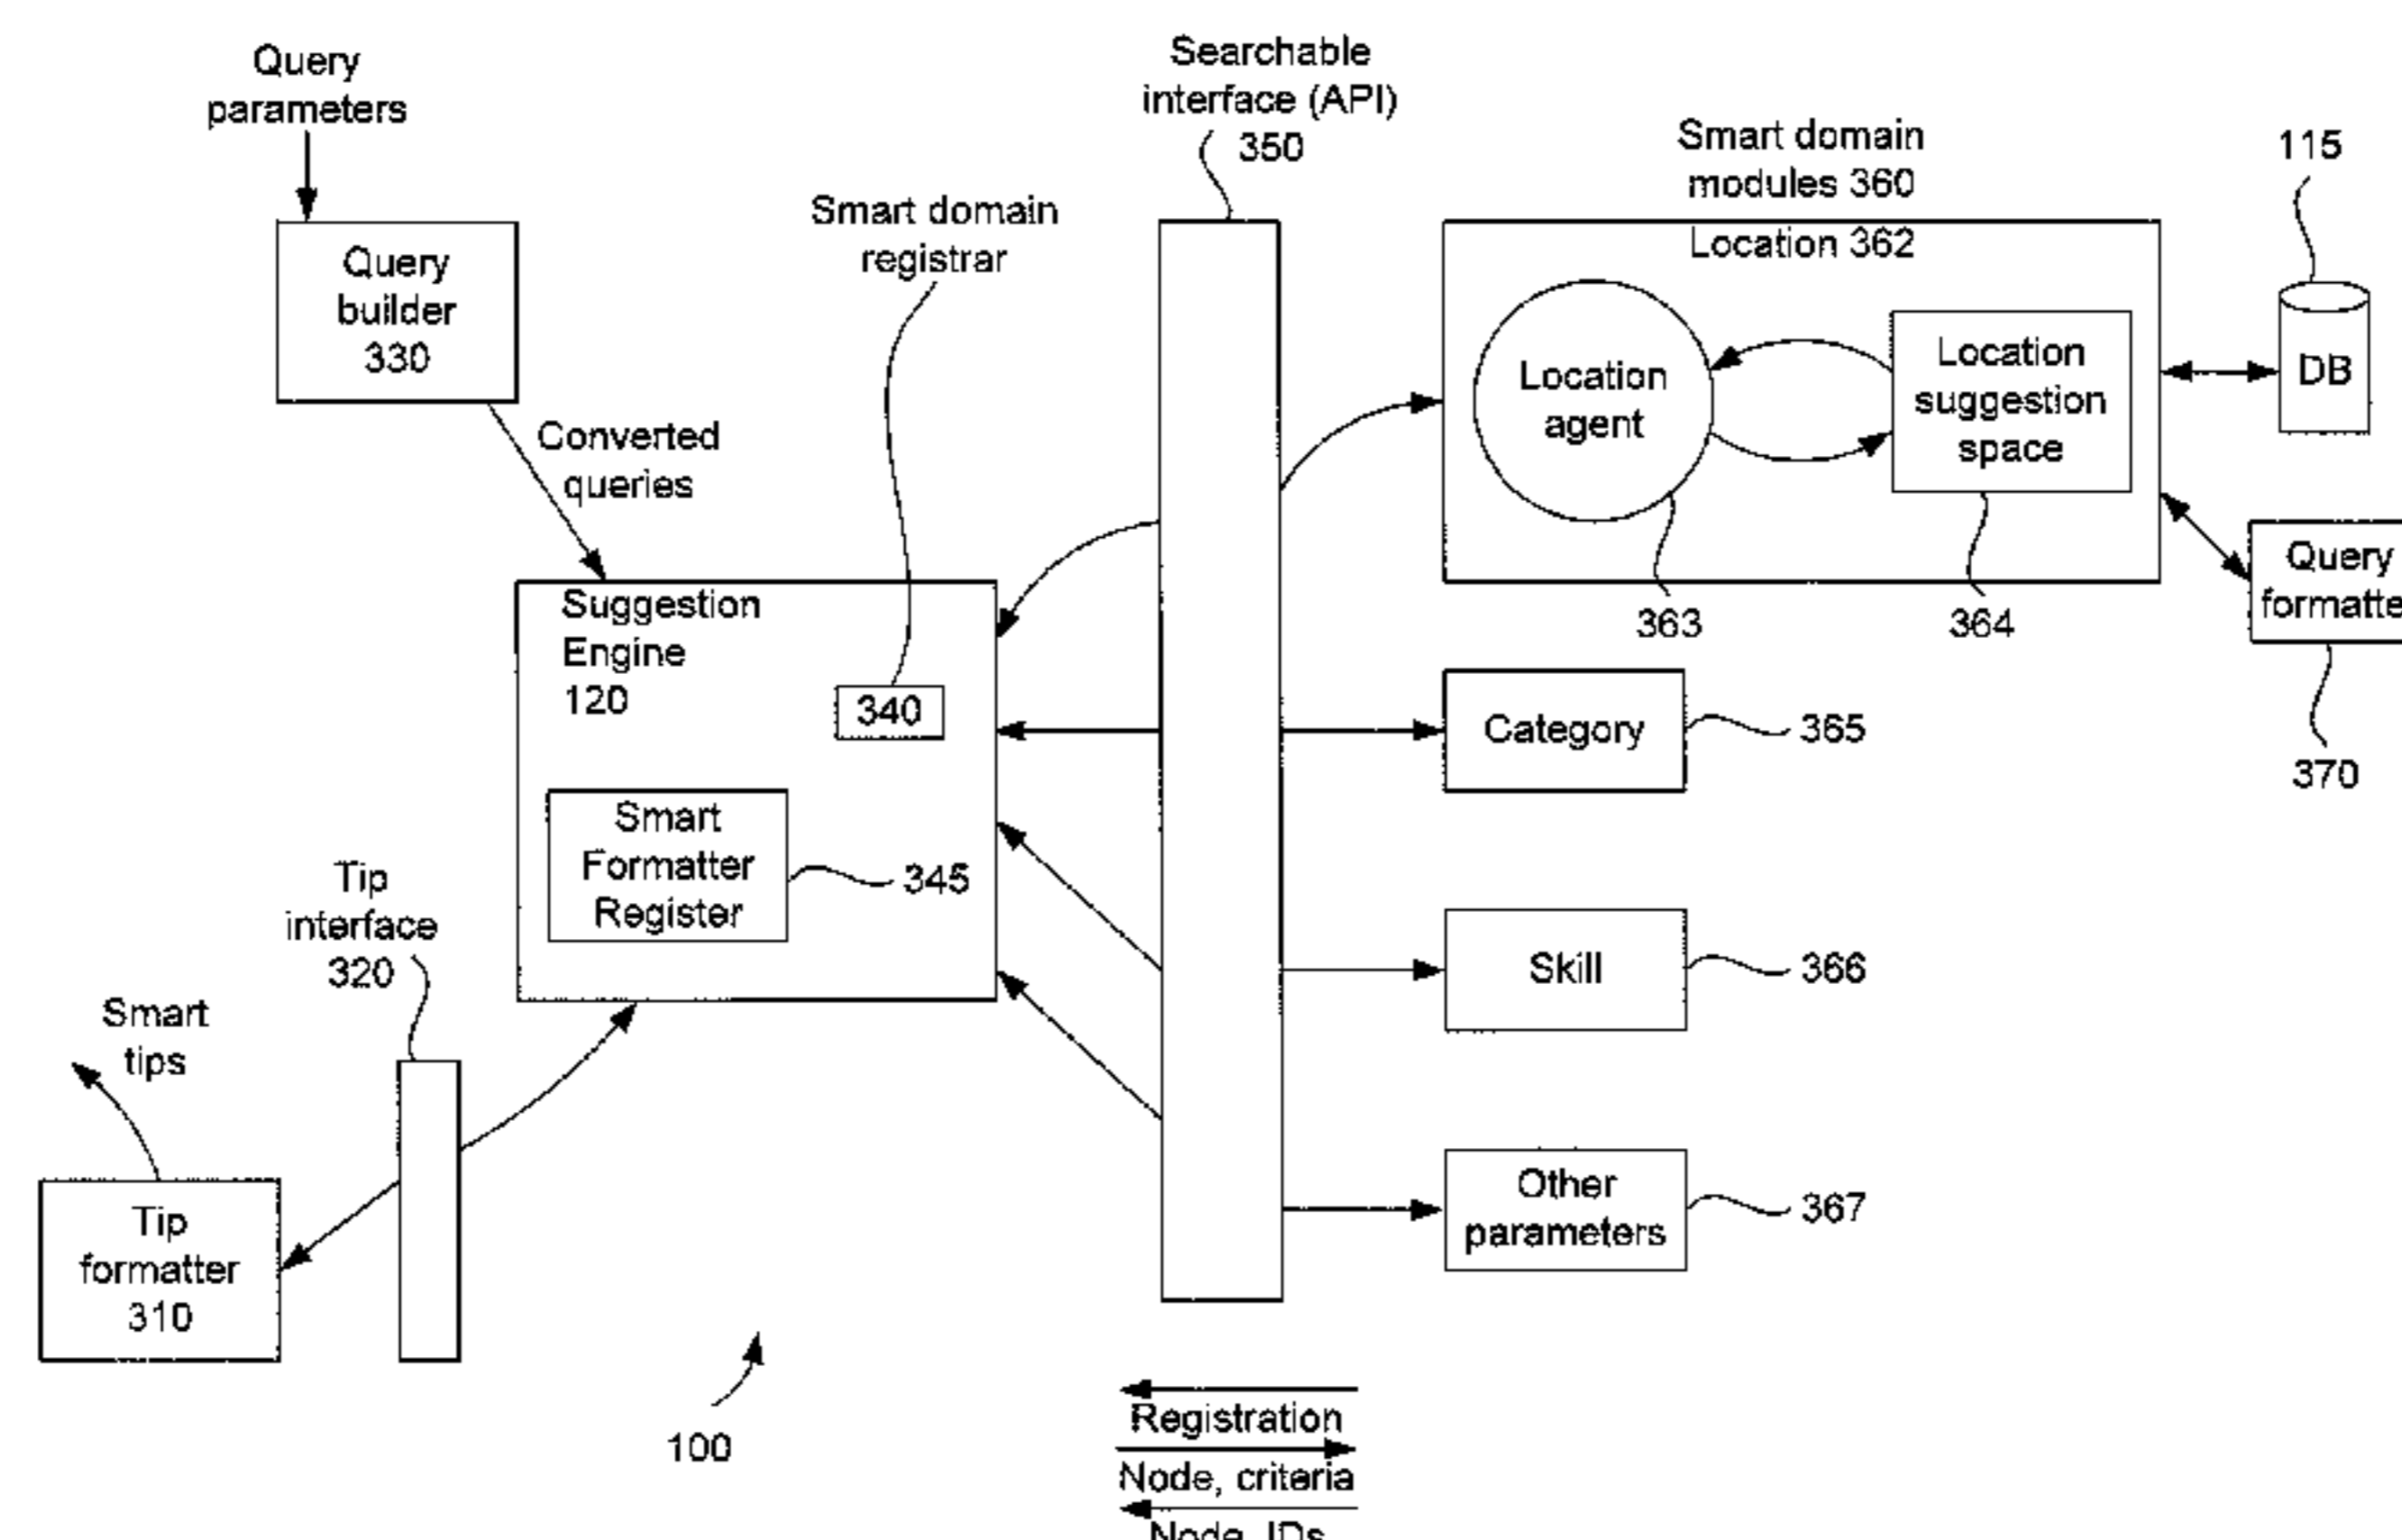 Query
parameters
Query
builder
330
Converted
queries
Smart domain
registrar
Searchable
interface (API)
350
Smart domain
modules 360
Location 362
Location
agent
Location
suggestion
space
363
364
115
DB
Query
formatte
370
Suggestion
Engine
120
340
Smart
Formatter
Register
345
Category
365
Skill
366
Other
parameters
367
Tip
interface
320
Smart
tips
Tip
formatter
310
100
Registration
Node, criteria
Node, IDs